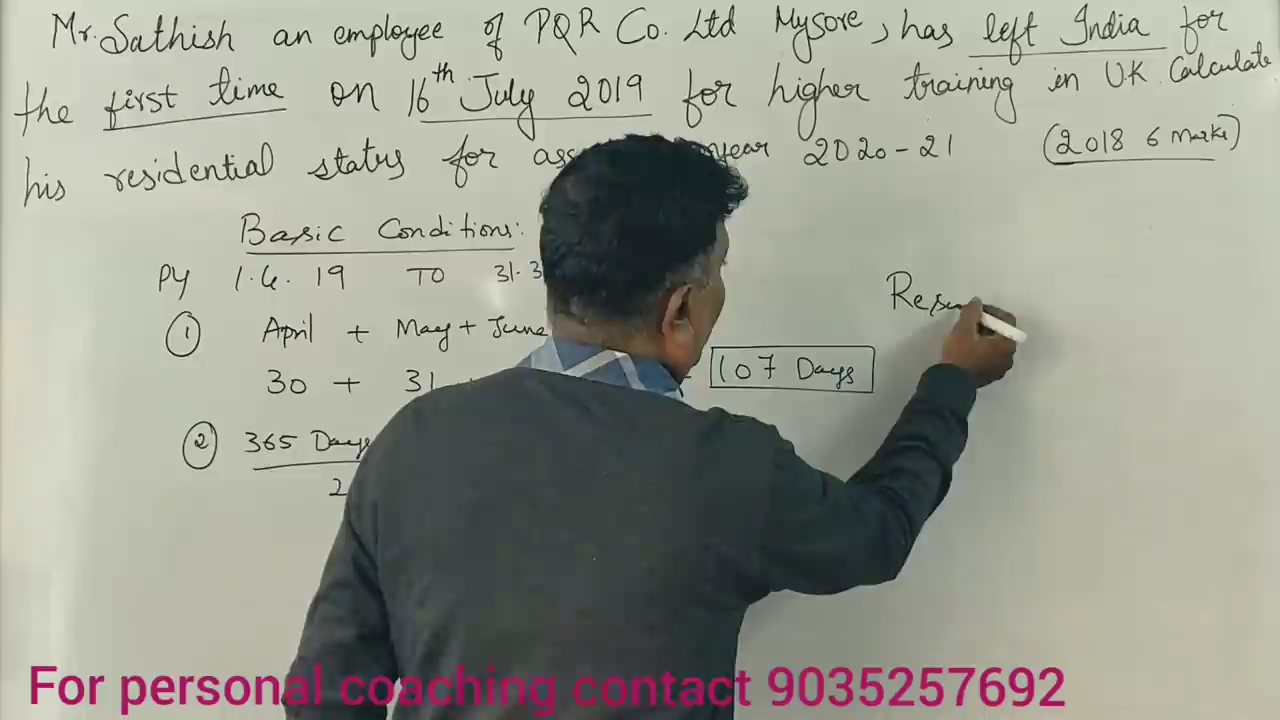 Mr. Sathish an employee of PQR Co. Ltd Mysore, has left India for
the first time on 16th July 2019 for higher training in UK. Calculate
his residential status for year 2020-21 (2018 6 Marks)
Basic Conditions:
PY 1.4.19 TO 31.3
① April + May + June
30 + 31 107 Days
② 365 Days
2
For personal coaching contact 9035257692